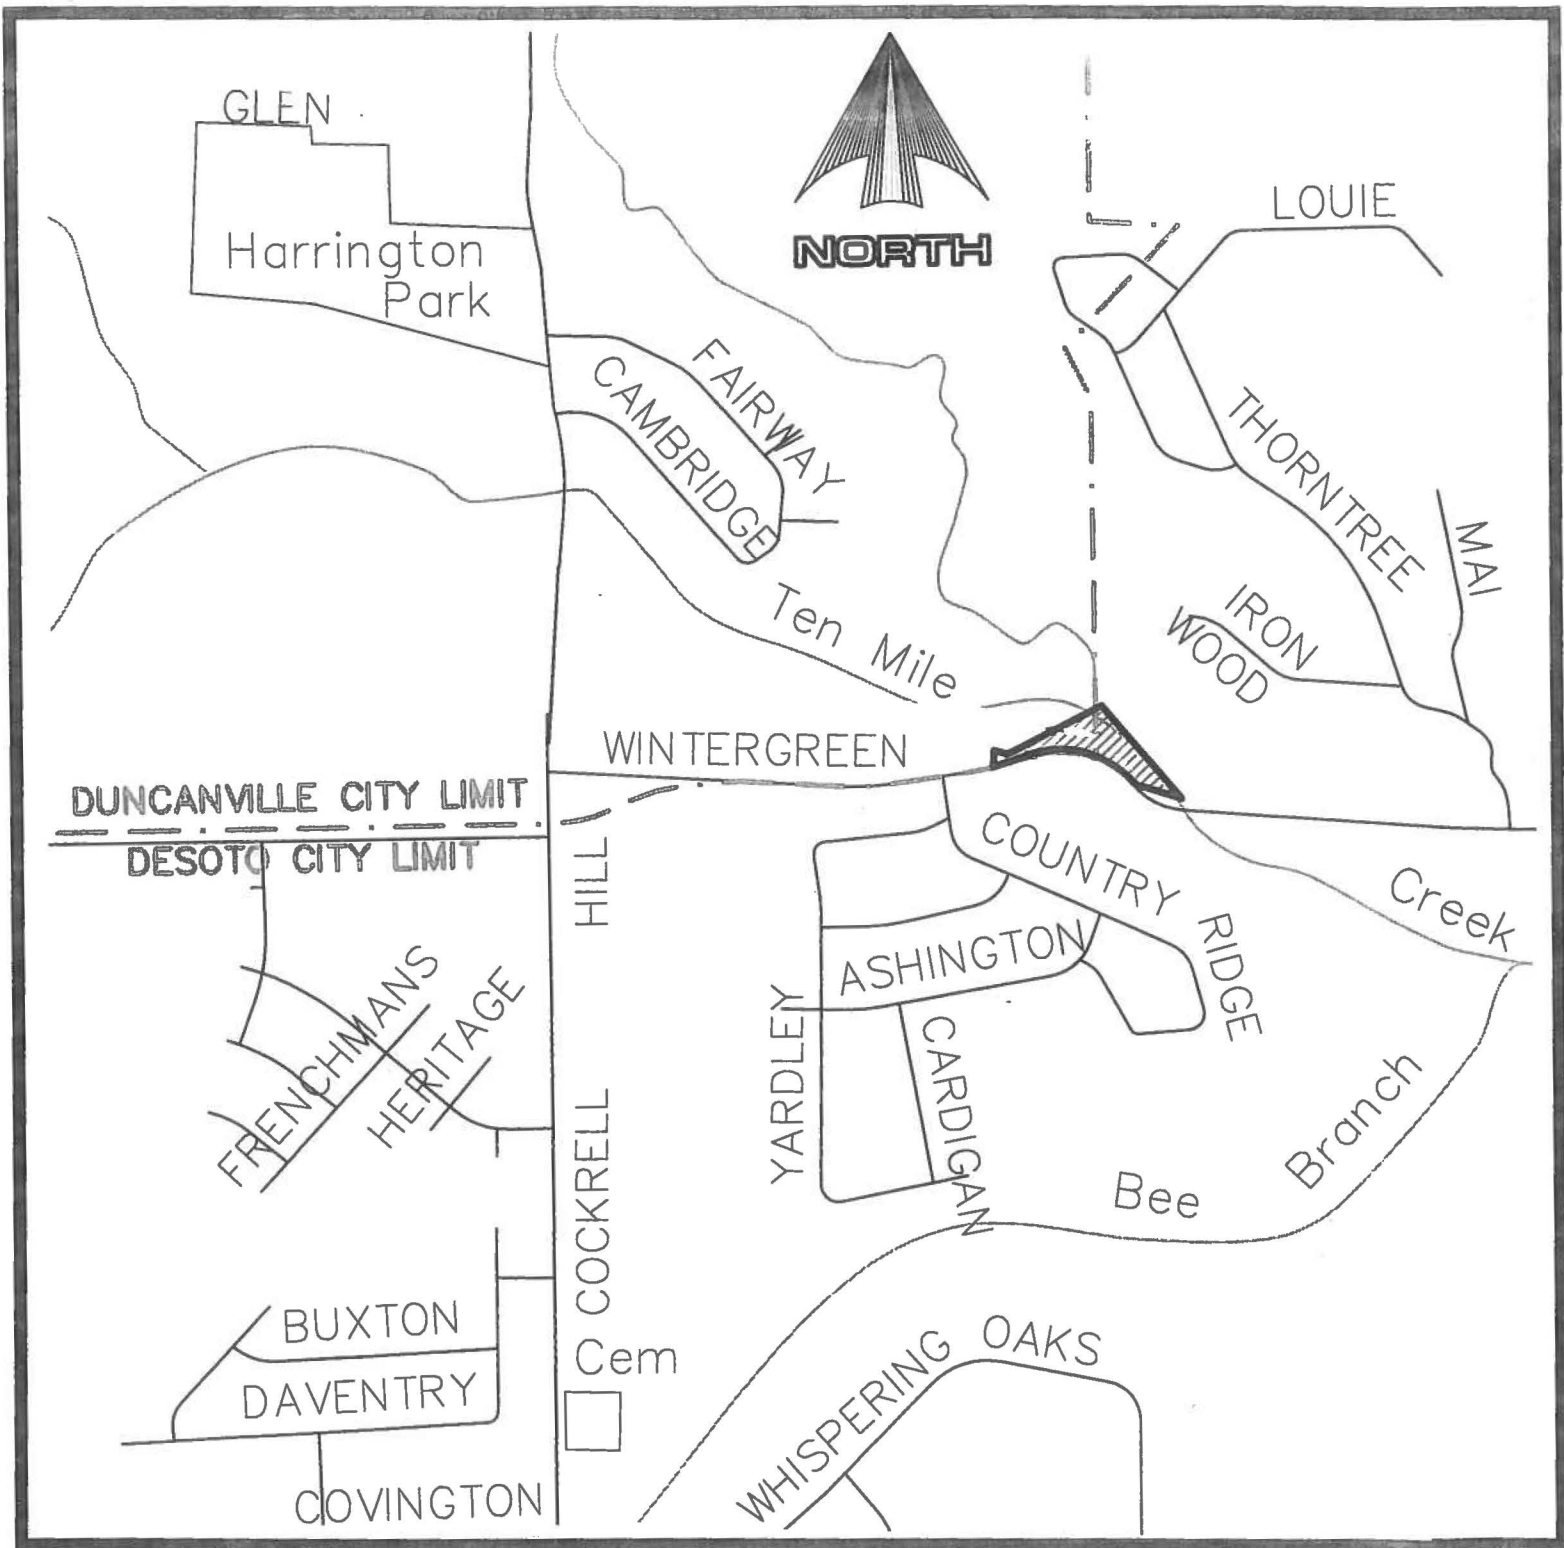 GLEN
NORTH
LOUIE
Harrington
Park
FAIRWAY
CAMBRIDGE
THORNTREE
MAI
IRON
WOOD
Ten Mile
WINTERGREEN
DUNCANVILLE CITY LIMIT
DESOTO CITY LIMIT
HILL
COUNTRY
RIDGE
Creek
ASHINGTON
FRENCHMANS
HERITAGE
YARDLEY
CARDIGAN
COCKRELL
Bee
Branch
BUXTON
Cem
DAVENTRY
WHISPERING OAKS
COVINGTON